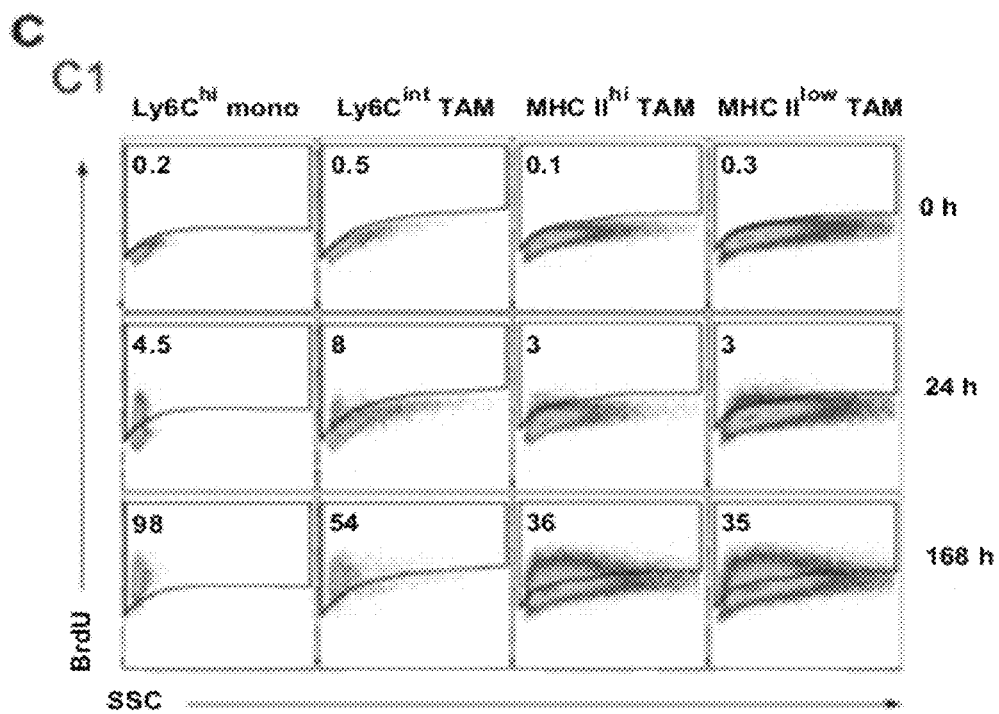 C
C1
Ly6C^hi mono Ly6C^int TAM MHC II^hi TAM MHC II^low TAM
0.2 0.5 0.1 0.3 0 h
4.5 8 3 3 24 h
98 54 36 35 168 h
BrdU
SSC